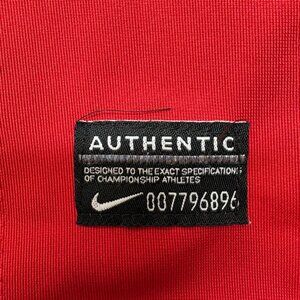 AUTHENTIC
DESIGNED TO THE EXACT SPECIFICATIONS
OF CHAMPIONSHIP ATHLETES
007796896